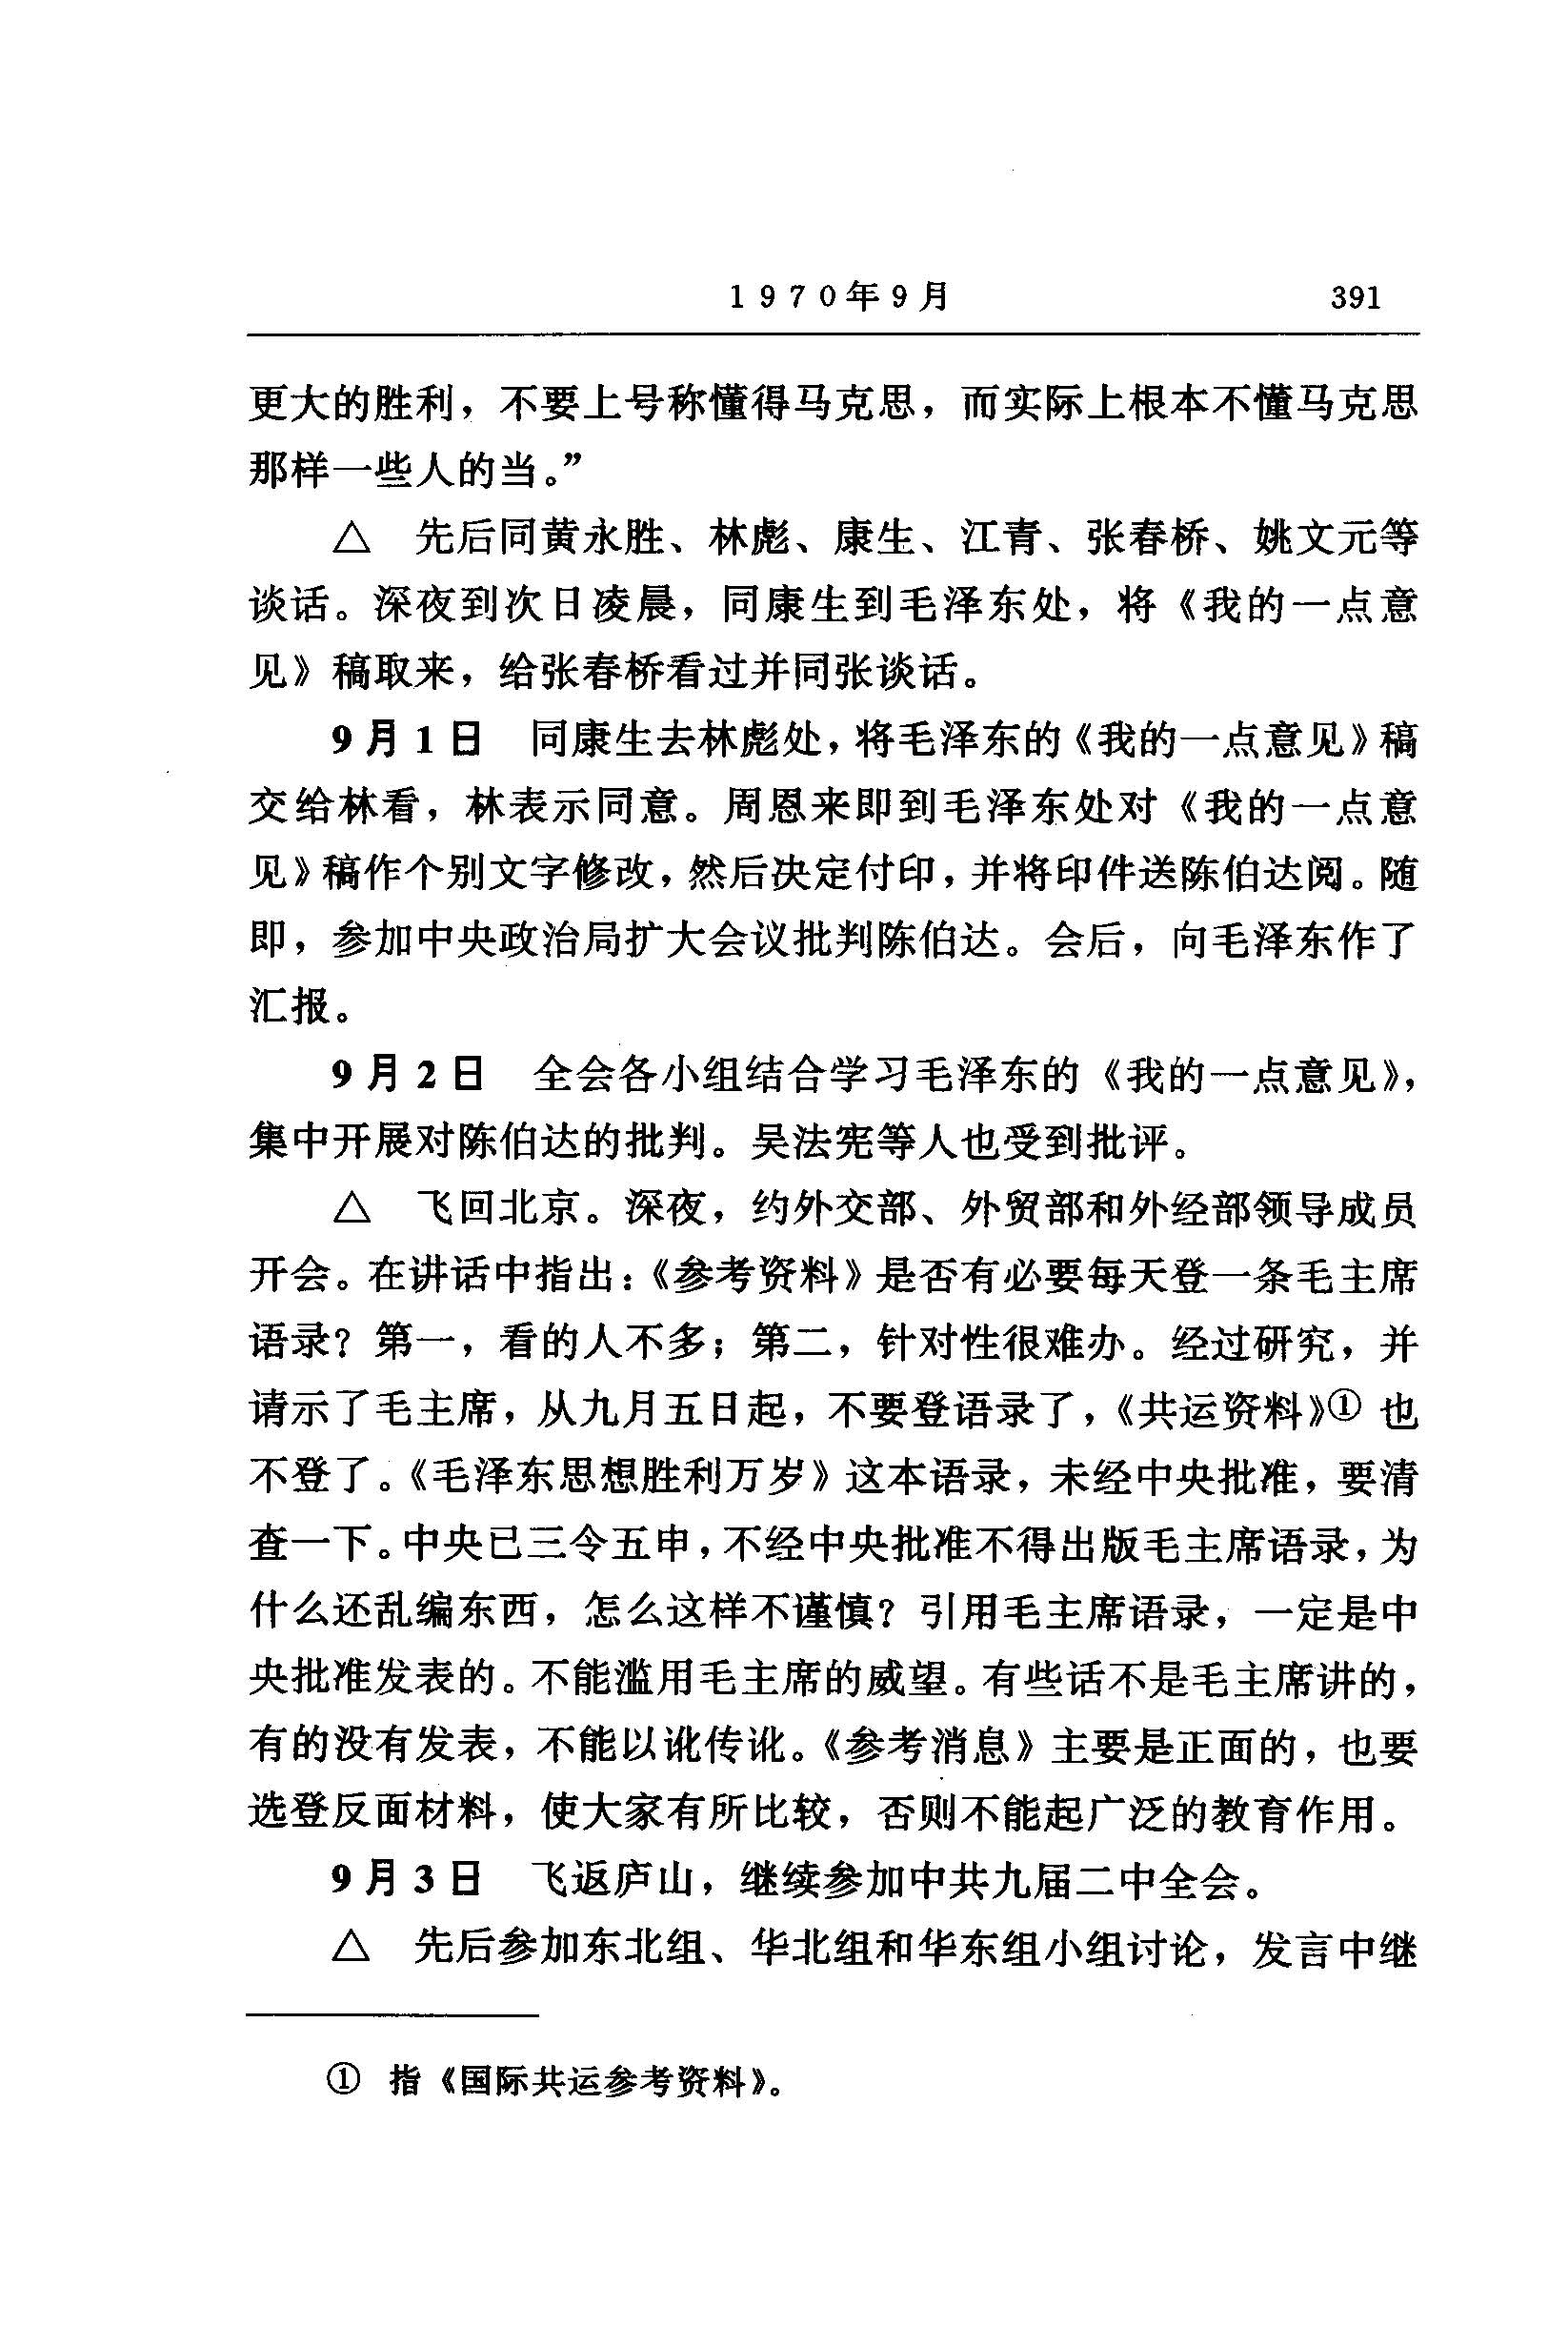 1970年9月 391
更大的胜利，不要上号称懂得马克思，而实际上根本不懂马克思
那样一些人的当。”
△ 先后同黄永胜、林彪、康生、江青、张春桥、姚文元等
谈话。深夜到次日凌晨，同康生到毛泽东处，将《我的一点意
见》稿取来，给张春桥看过并同张谈话。
9月1日 同康生去林彪处，将毛泽东的《我的一点意见》稿
交给林看，林表示同意。周恩来即到毛泽东处对《我的一点意
见》稿作个别文字修改，然后决定付印，并将印件送陈伯达阅。随
即，参加中央政治局扩大会议批判陈伯达。会后，向毛泽东作了
汇报。
9月2日 全会各小组结合学习毛泽东的《我的一点意见》，
集中开展对陈伯达的批判。吴法宪等人也受到批评。
△ 飞回北京。深夜，约外交部、外贸部和外经部领导成员
开会。在讲话中指出：《参考资料》是否有必要每天登一条毛主席
语录？第一，看的人不多；第二，针对性很难办。经过研究，并
请示了毛主席，从九月五日起，不要登语录了，《共运资料》① 也
不登了。《毛泽东思想胜利万岁》这本语录，未经中央批准，要清
查一下。中央已三令五申，不经中央批准不得出版毛主席语录，为
什么还乱编东西，怎么这样不谨慎？引用毛主席语录，一定是中
央批准发表的。不能滥用毛主席的威望。有些话不是毛主席讲的，
有的没有发表，不能以讹传讹。《参考消息》主要是正面的，也要
选登反面材料，使大家有所比较，否则不能起广泛的教育作用。
9月3日 飞返庐山，继续参加中共九届二中全会。
△ 先后参加东北组、华北组和华东组小组讨论，发言中继
① 指《国际共运参考资料》。